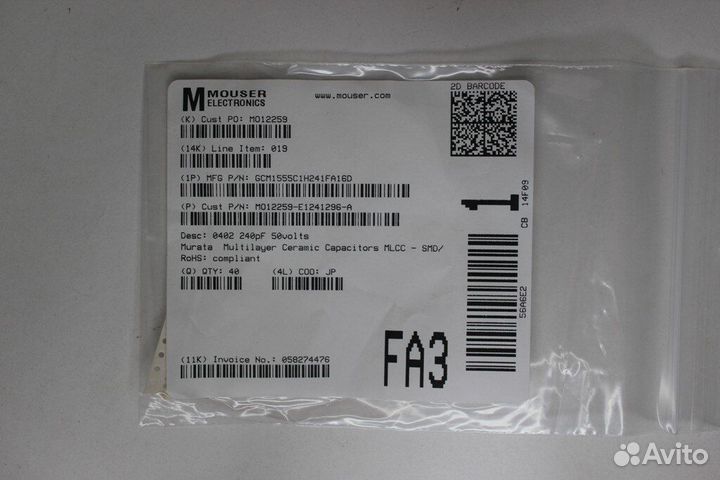 MOUSER
ELECTRONICS
www.mouser.com
2D BARCODE
(K) Cust PO: MO12259
(14K) Line Item: 019
(1P) MFG P/N: GCM1555C1H241FA16D
(P) Cust P/N: MO12259-E1241296-A
Desc: 0402 240pF 50volts
Murata Multilayer Ceramic Capacitors MLCC - SMD/
RoHS: compliant
(Q) QTY: 40 (4L) COO: JP
(11K) Invoice No.: 058274476
FA3
1
CB 14F09
56A6E2
Avito